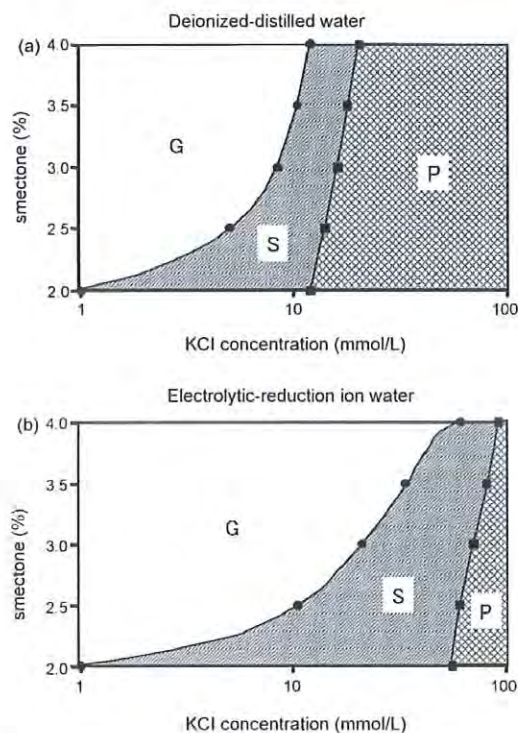 Deionized-distilled water
(a)
4.0
3.5
3.0
2.5
2.0
smectone (%)
G
S
P
1
10
100
KCl concentration (mmol/L)
Electrolytic-reduction ion water
(b)
4.0
3.5
3.0
2.5
2.0
smectone (%)
G
S
P
1
10
100
KCl concentration (mmol/L)